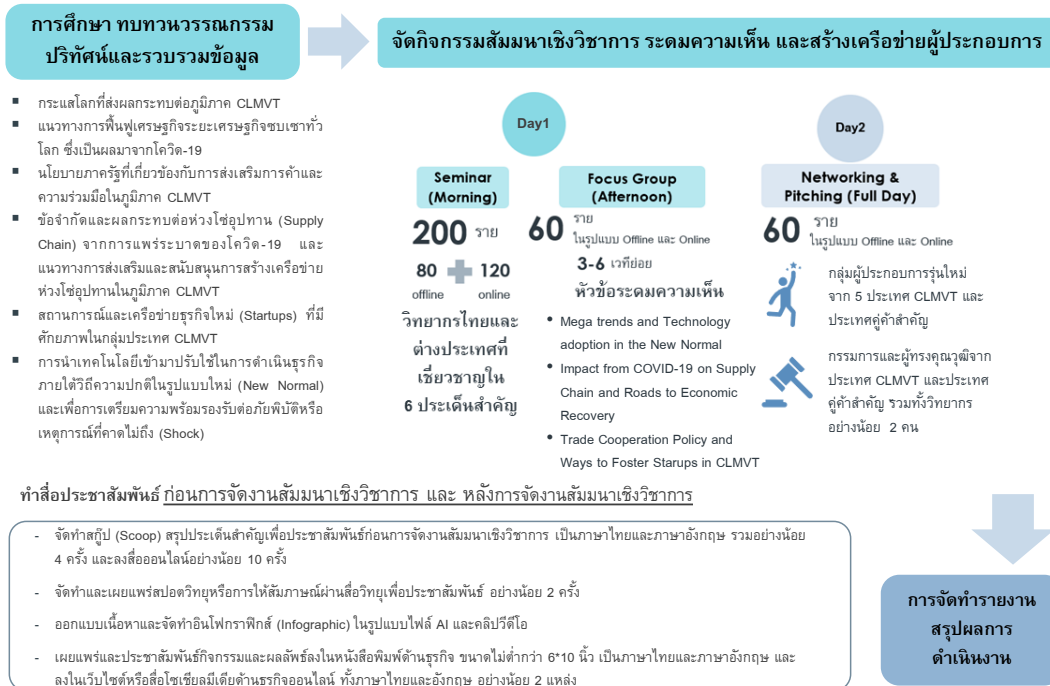 การศึกษา ทบทวนวรรณกรรม
ปริทัศน์และรวบรวมข้อมูล
จัดกิจกรรมสัมมนาเชิงวิชาการ ระดมความเห็น และสร้างเครือข่ายผู้ประกอบการ
▪ กระแสโลกที่ส่งผลกระทบต่อภูมิภาค CLMVT
▪ แนวทางการฟื้นฟูเศรษฐกิจระยะเศรษฐกิจซบเซาทั่ว
โลก ซึ่งเป็นผลมาจากโควิด-19
▪ นโยบายภาครัฐที่เกี่ยวข้องกับการส่งเสริมการค้าและ
ความร่วมมือในภูมิภาค CLMVT
▪ ข้อจำกัดและผลกระทบต่อห่วงโซ่อุปทาน (Supply
Chain) จากการแพร่ระบาดของโควิด-19 และ
แนวทางการส่งเสริมและสนับสนุนการสร้างเครือข่าย
ห่วงโซ่อุปทานในภูมิภาค CLMVT
▪ สถานการณ์และเครือข่ายธุรกิจใหม่ (Startups) ที่มี
ศักยภาพในกลุ่มประเทศ CLMVT
▪ การนำเทคโนโลยีเข้ามาปรับใช้ในการดำเนินธุรกิจ
ภายใต้วิถีความปกติในรูปแบบใหม่ (New Normal)
และเพื่อการเตรียมความพร้อมรองรับต่อภัยพิบัติหรือ
เหตุการณ์ที่คาดไม่ถึง (Shock)
Day1
Seminar
(Morning)
200 ราย
80 + 120
offline online
วิทยากรไทยและ
ต่างประเทศที่
เชี่ยวชาญใน
6 ประเด็นสำคัญ
Focus Group
(Afternoon)
60 ราย
ในรูปแบบ Offline และ Online
3-6 เวทีย่อย
หัวข้อระดมความเห็น
• Mega trends and Technology
adoption in the New Normal
• Impact from COVID-19 on Supply
Chain and Roads to Economic
Recovery
• Trade Cooperation Policy and
Ways to Foster Starups in CLMVT
Day2
Networking &
Pitching (Full Day)
60 ราย
ในรูปแบบ Offline และ Online
กลุ่มผู้ประกอบการรุ่นใหม่
จาก 5 ประเทศ CLMVT และ
ประเทศคู่ค้าสำคัญ
กรรมการและผู้ทรงคุณวุฒิจาก
ประเทศ CLMVT และประเทศ
คู่ค้าสำคัญ รวมทั้งวิทยากร
อย่างน้อย 2 คน
ทำสื่อประชาสัมพันธ์ ก่อนการจัดงานสัมมนาเชิงวิชาการ และ หลังการจัดงานสัมมนาเชิงวิชาการ
- จัดทำสกู๊ป (Scoop) สรุปประเด็นสำคัญเพื่อประชาสัมพันธ์ก่อนการจัดงานสัมมนาเชิงวิชาการ เป็นภาษาไทยและภาษาอังกฤษ รวมอย่างน้อย
4 ครั้ง และลงสื่อออนไลน์อย่างน้อย 10 ครั้ง
- จัดทำและเผยแพร่สปอตวิทยุหรือการให้สัมภาษณ์ผ่านสื่อวิทยุเพื่อประชาสัมพันธ์ อย่างน้อย 2 ครั้ง
- ออกแบบเนื้อหาและจัดทำอินโฟกราฟิกส์ (Infographic) ในรูปแบบไฟล์ AI และคลิปวีดีโอ
- เผยแพร่และประชาสัมพันธ์กิจกรรมและผลลัพธ์ลงในหนังสือพิมพ์ด้านธุรกิจ ขนาดไม่ต่ำกว่า 6*10 นิ้ว เป็นภาษาไทยและภาษาอังกฤษ และ
ลงในเว็บไซต์หรือสื่อโซเชียลมีเดียด้านธุรกิจออนไลน์ ทั้งภาษาไทยและอังกฤษ อย่างน้อย 2 แหล่ง
การจัดทำรายงาน
สรุปผลการ
ดำเนินงาน